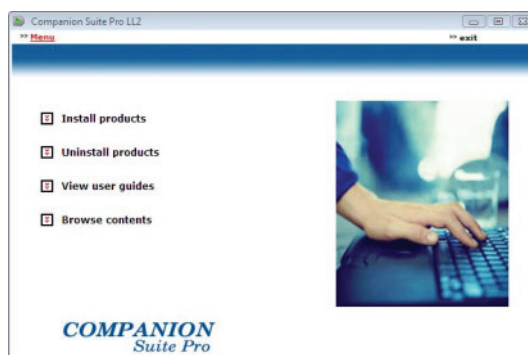 Companion Suite Pro LL2
>> Menu
>> exit
Install products
Uninstall products
View user guides
Browse contents
COMPANION
Suite Pro